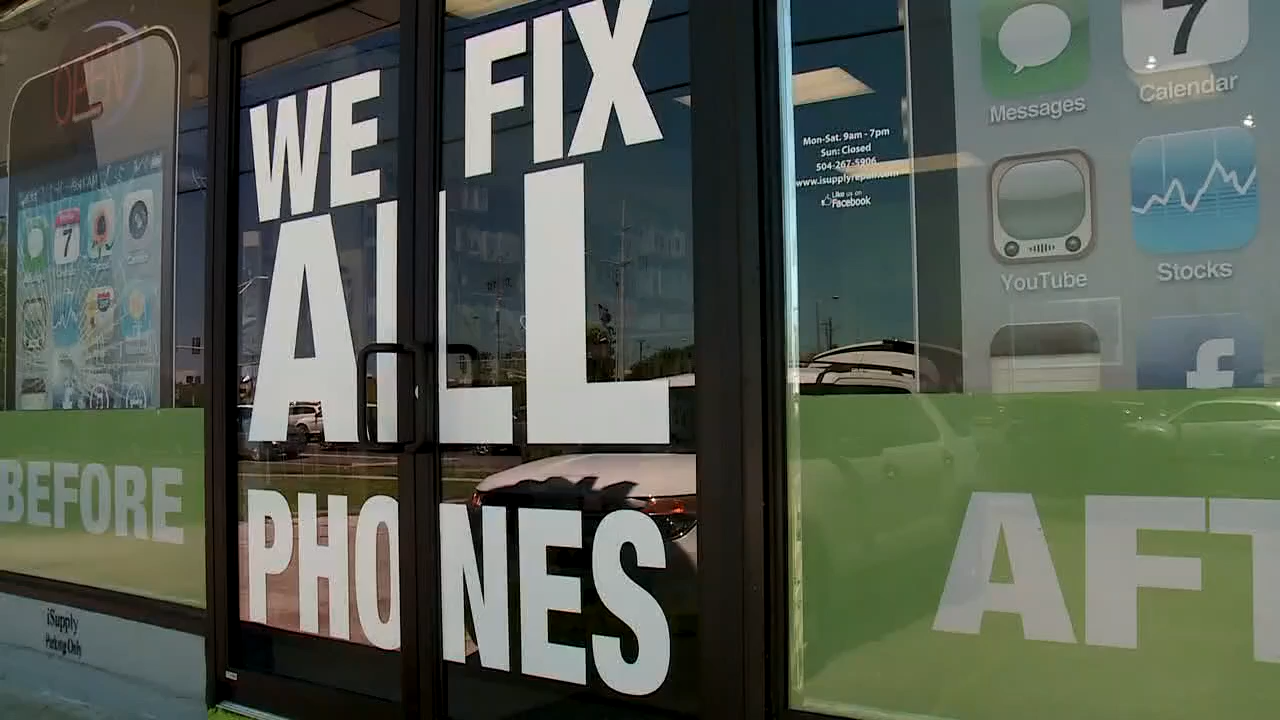 OPEN
7
BEFORE
iSupply
Parking Only
WE FIX
ALL
PHONES
Mon-Sat. 9am - 7pm
Sun: Closed
504-267-5906
www.isupplyrepair.com
Like us on
Facebook
7
Messages
Calendar
YouTube
Stocks
f
AFT